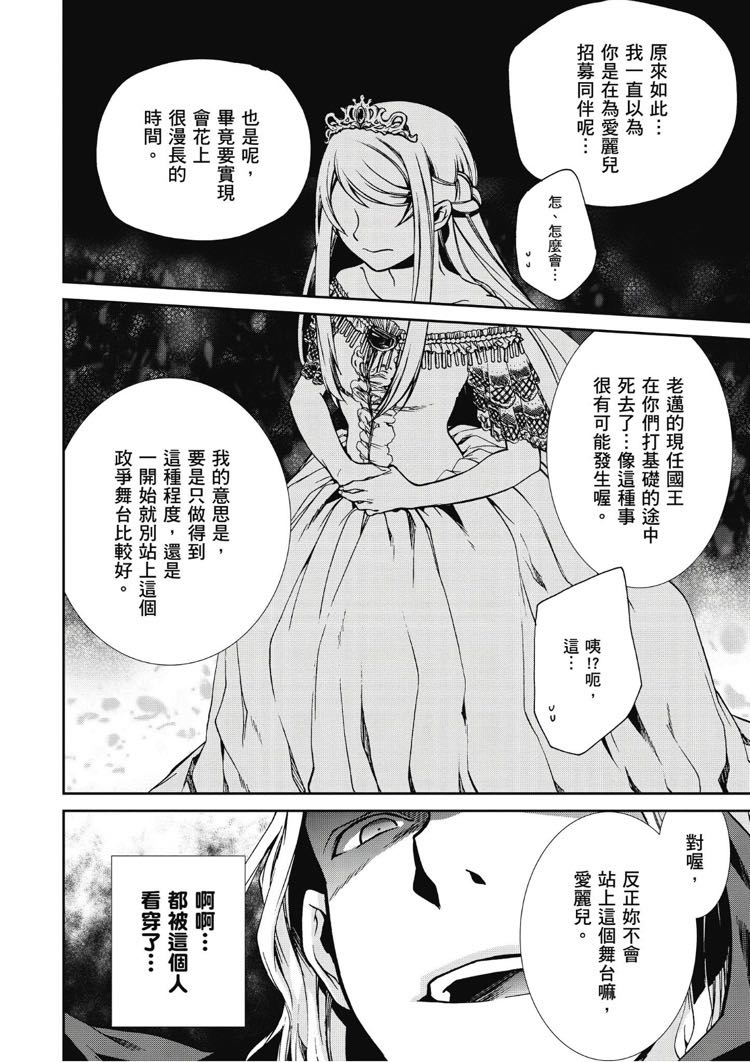 原來如此…
我一直以為
你是在為愛麗兒
招募同伴呢…
怎、怎麼會…
也是呢，
畢竟要實現
會花上
很漫長的
時間。
老邁的現任國王
在你們打基礎的途中
死去了…像這種事
很有可能發生喔。
咦!?呃，
這…
我的意思是，
要是只做得到
這種程度，還是
一開始就別站上這個
政爭舞台比較好。
對喔，
反正妳不會
站上這個舞台嘛，
愛麗兒。
啊啊…
都被這個人
看穿了…